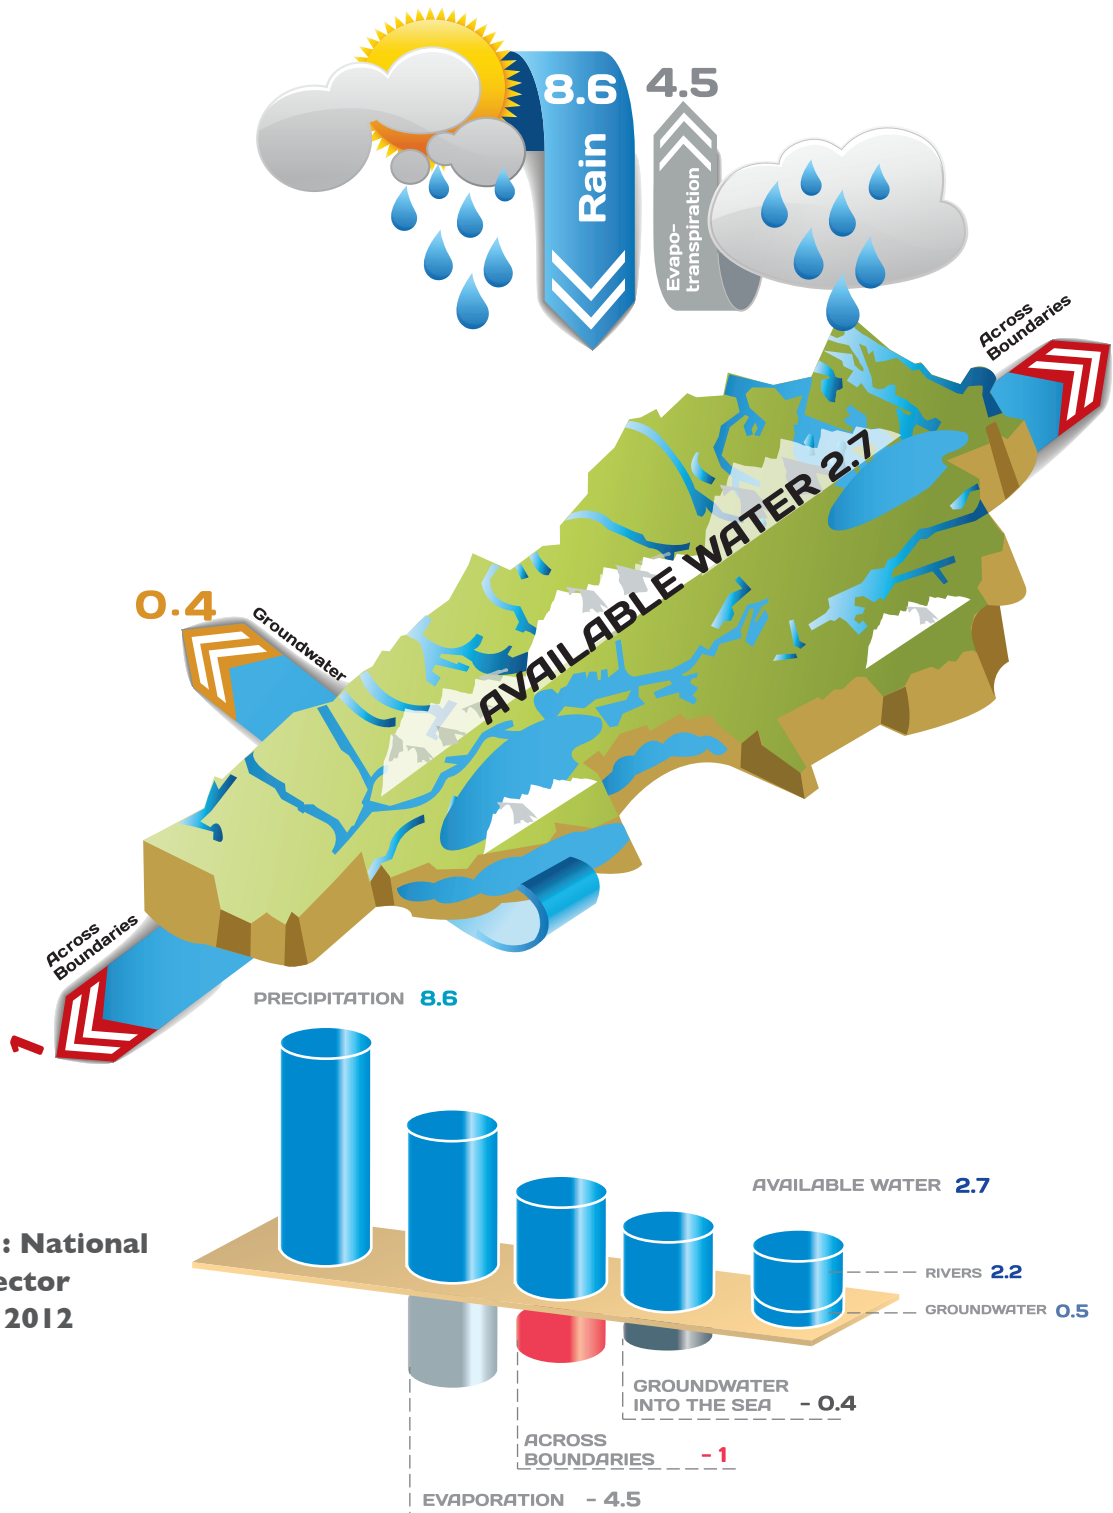 8.6
Rain
4.5
Evapo-
transpiration
Across
Boundaries
AVAILABLE WATER 2.7
0.4
Groundwater
Across
Boundaries
1
PRECIPITATION 8.6
AVAILABLE WATER 2.7
: National
ector
2012
RIVERS 2.2
GROUNDWATER 0.5
GROUNDWATER
INTO THE SEA - 0.4
ACROSS
BOUNDARIES - 1
EVAPORATION - 4.5